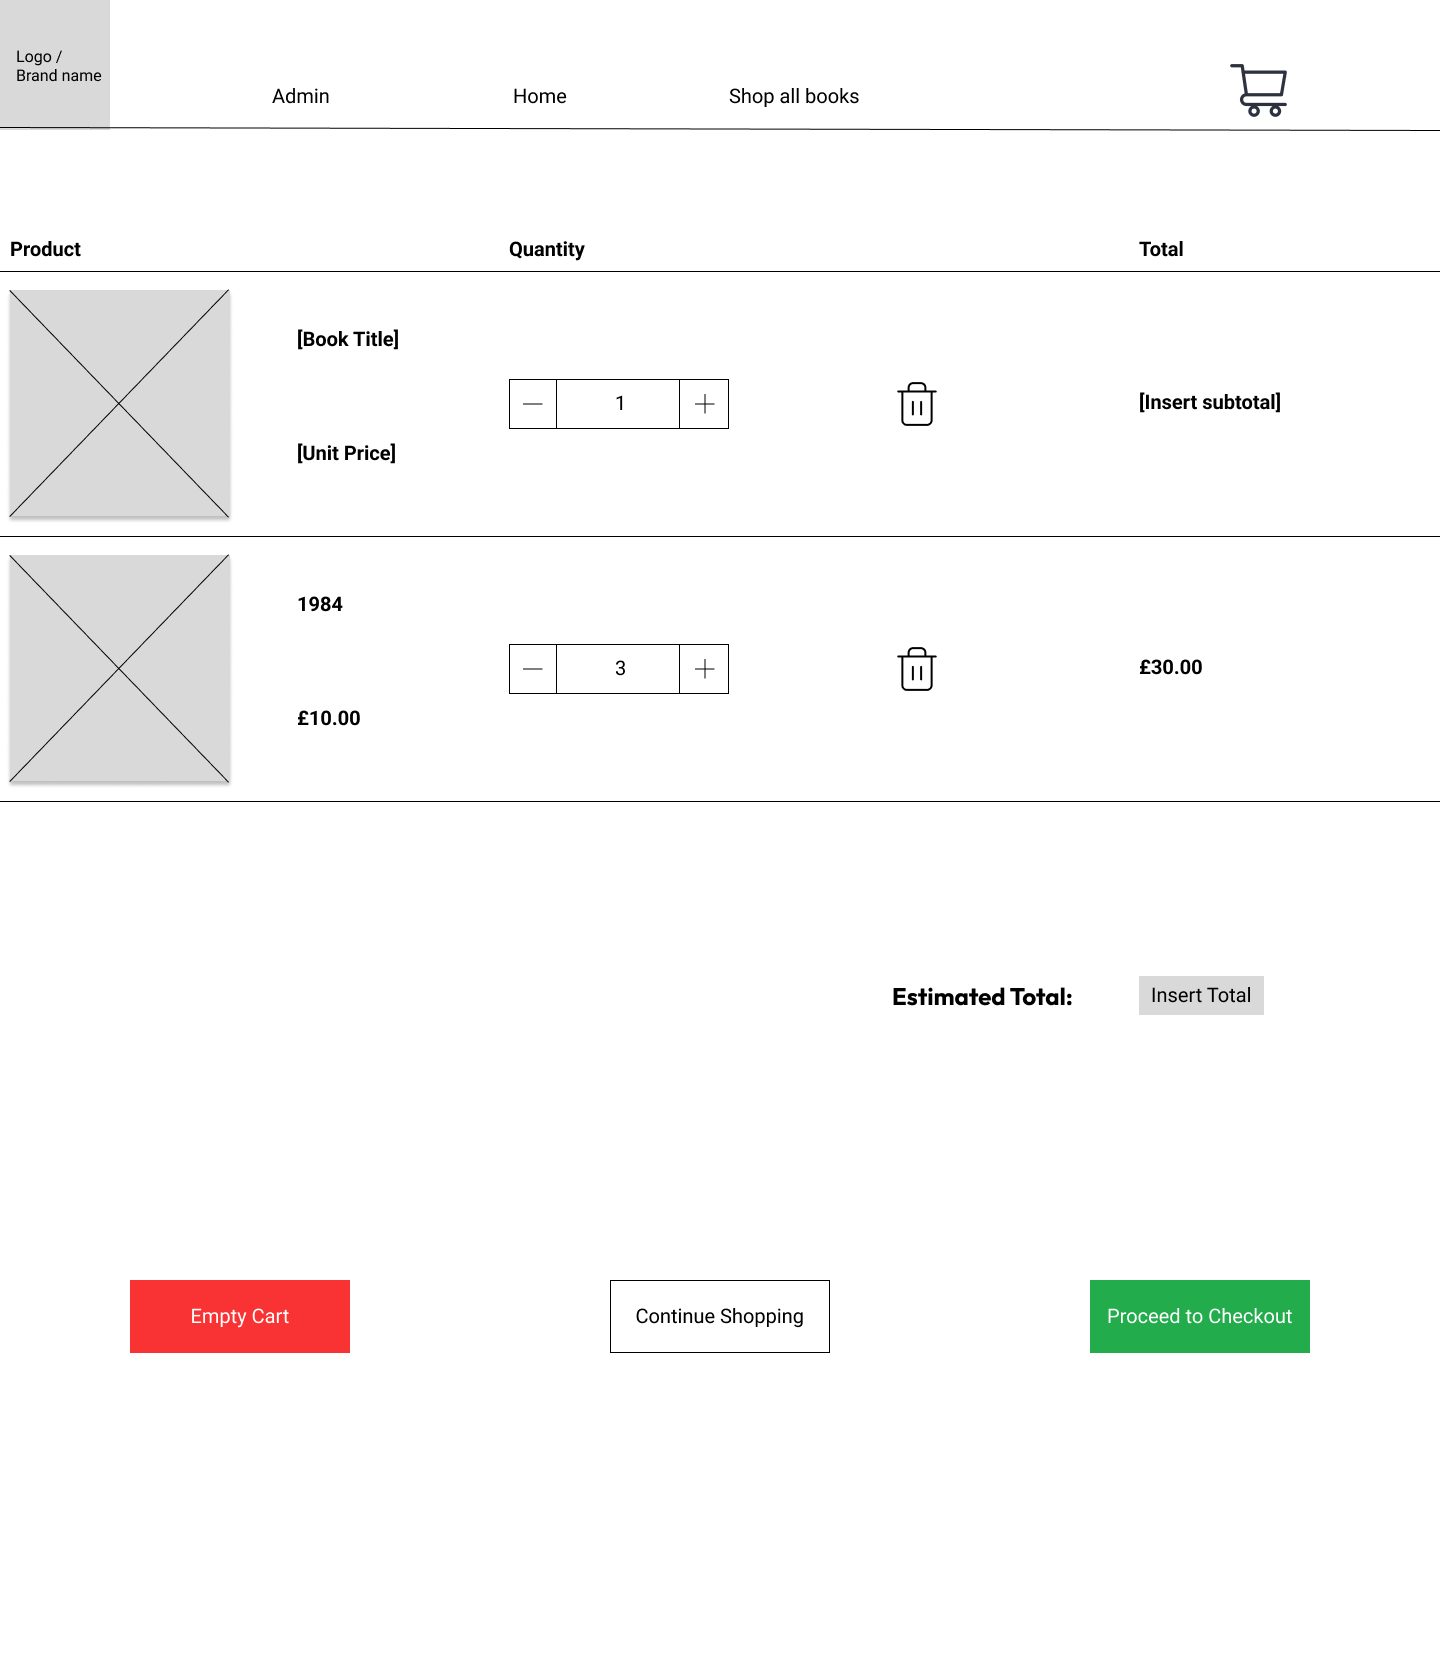 Logo /
Brand name
Admin
Home
Shop all books
Product
Quantity
Total
[Book Title]
[Unit Price]
1
[Insert subtotal]
1984
£10.00
3
£30.00
Estimated Total:
Insert Total
Empty Cart
Continue Shopping
Proceed to Checkout